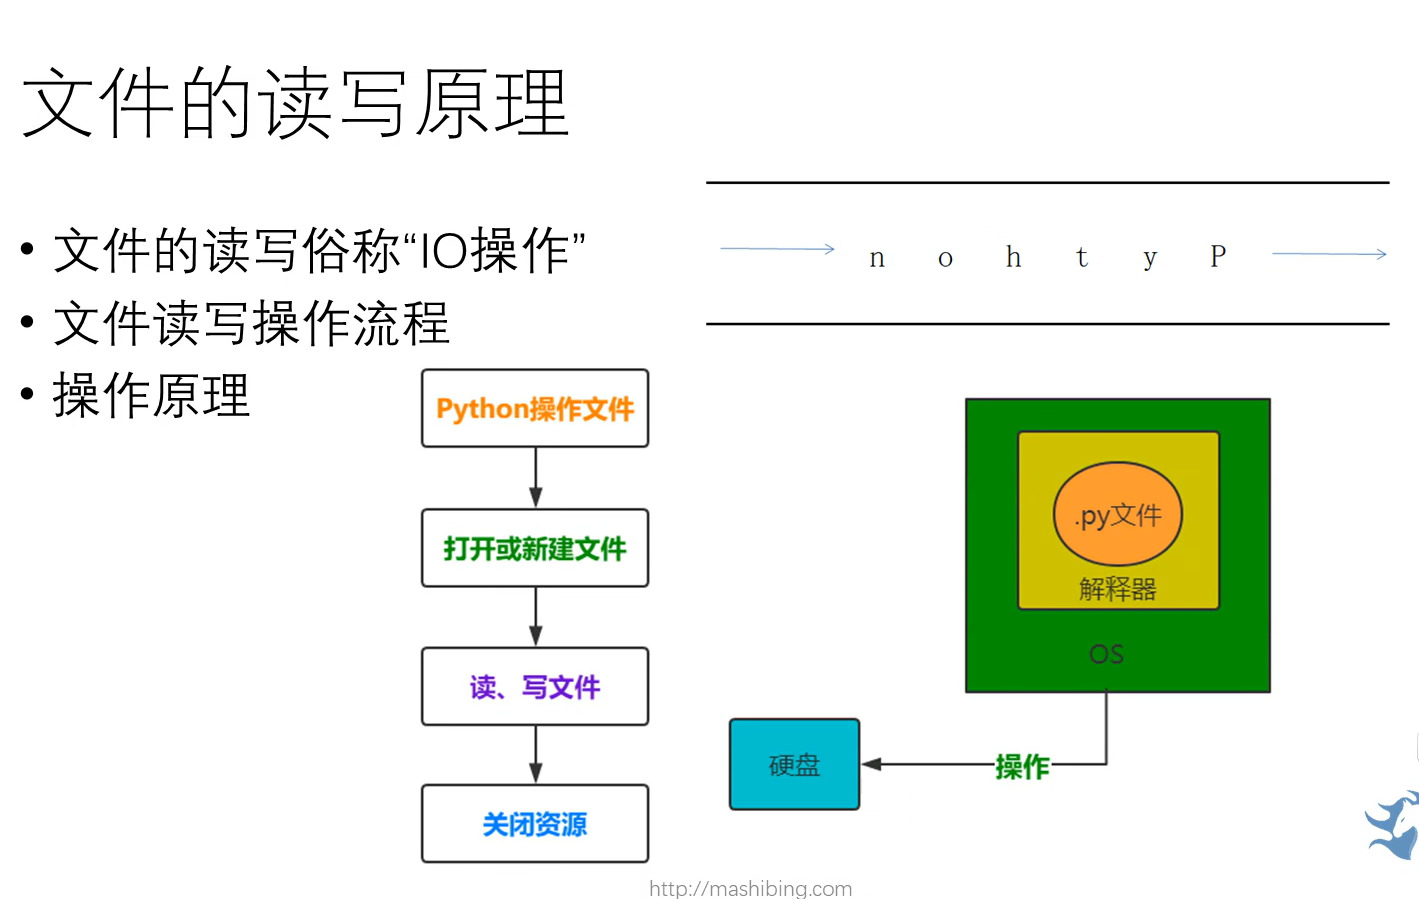 文件的读写原理
• 文件的读写俗称“IO操作”
• 文件读写操作流程
• 操作原理
n o h t y P
Python操作文件
打开或新建文件
读、写文件
关闭资源
.py文件
解释器
OS
硬盘
操作
http://mashibing.com